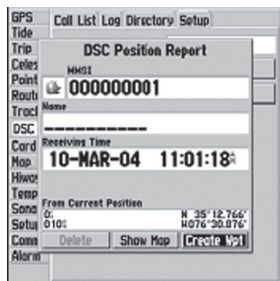 GPS
Tide
Trip
Celes
Point
Route
Tracl
DSC
Card
Map
Hiwa
Temp
Sona
Setu
Comm
Alarm
Call List Log Directory Setup
DSC Position Report
MMSI
000000001
Name
----------
Receiving Time
10-MAR-04 11:01:18
From Current Position
N 35°12.766'
W076°30.876'
Delete Show Map Create Wpt